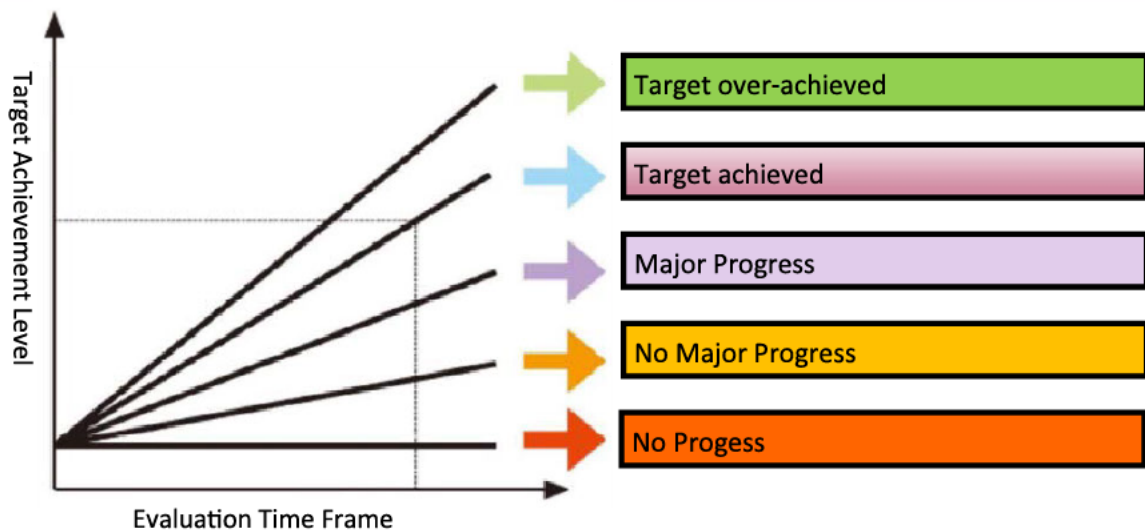 Target Achievement Level
Target over-achieved
Target achieved
Major Progress
No Major Progress
No Progess
Evaluation Time Frame